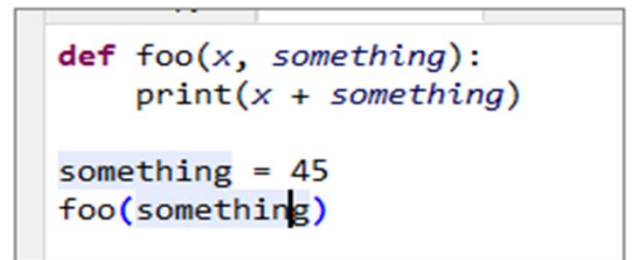 def foo(x, something):
    print(x + something)

something = 45
foo(something)